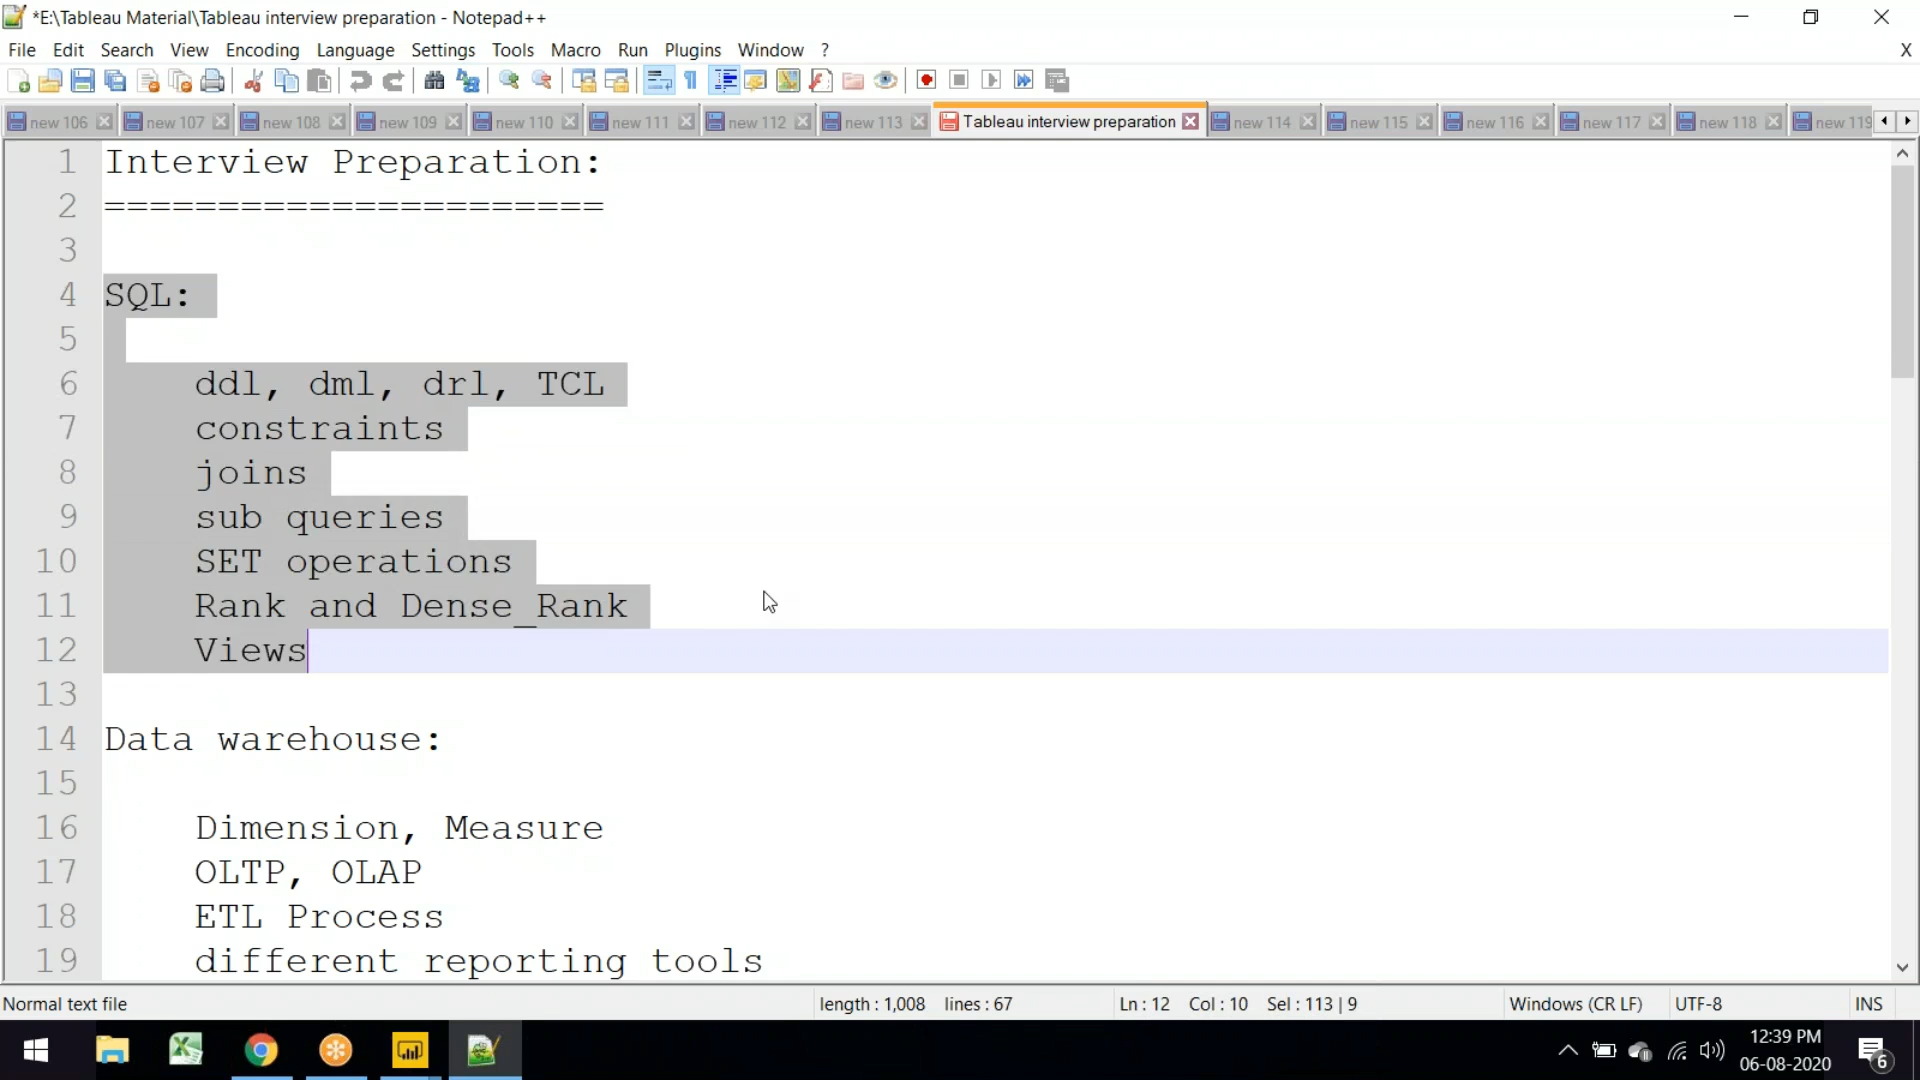 *E:\Tableau Material\Tableau interview preparation - Notepad++
File Edit Search View Encoding Language Settings Tools Macro Run Plugins Window ?
X
new 106 new 107 new 108 new 109 new 110 new 111 new 112 new 113 Tableau interview preparation new 114 new 115 new 116 new 117 new 118 new 119
1 Interview Preparation:
2 ======================
3
4 SQL:
5
6 ddl, dml, drl, TCL
7 constraints
8 joins
9 sub queries
10 SET operations
11 Rank and Dense_Rank
12 Views
13
14 Data warehouse:
15
16 Dimension, Measure
17 OLTP, OLAP
18 ETL Process
19 different reporting tools
Normal text file length : 1,008 lines : 67 Ln : 12 Col : 10 Sel : 113 | 9 Windows (CR LF) UTF-8 INS
12:39 PM
06-08-2020
6